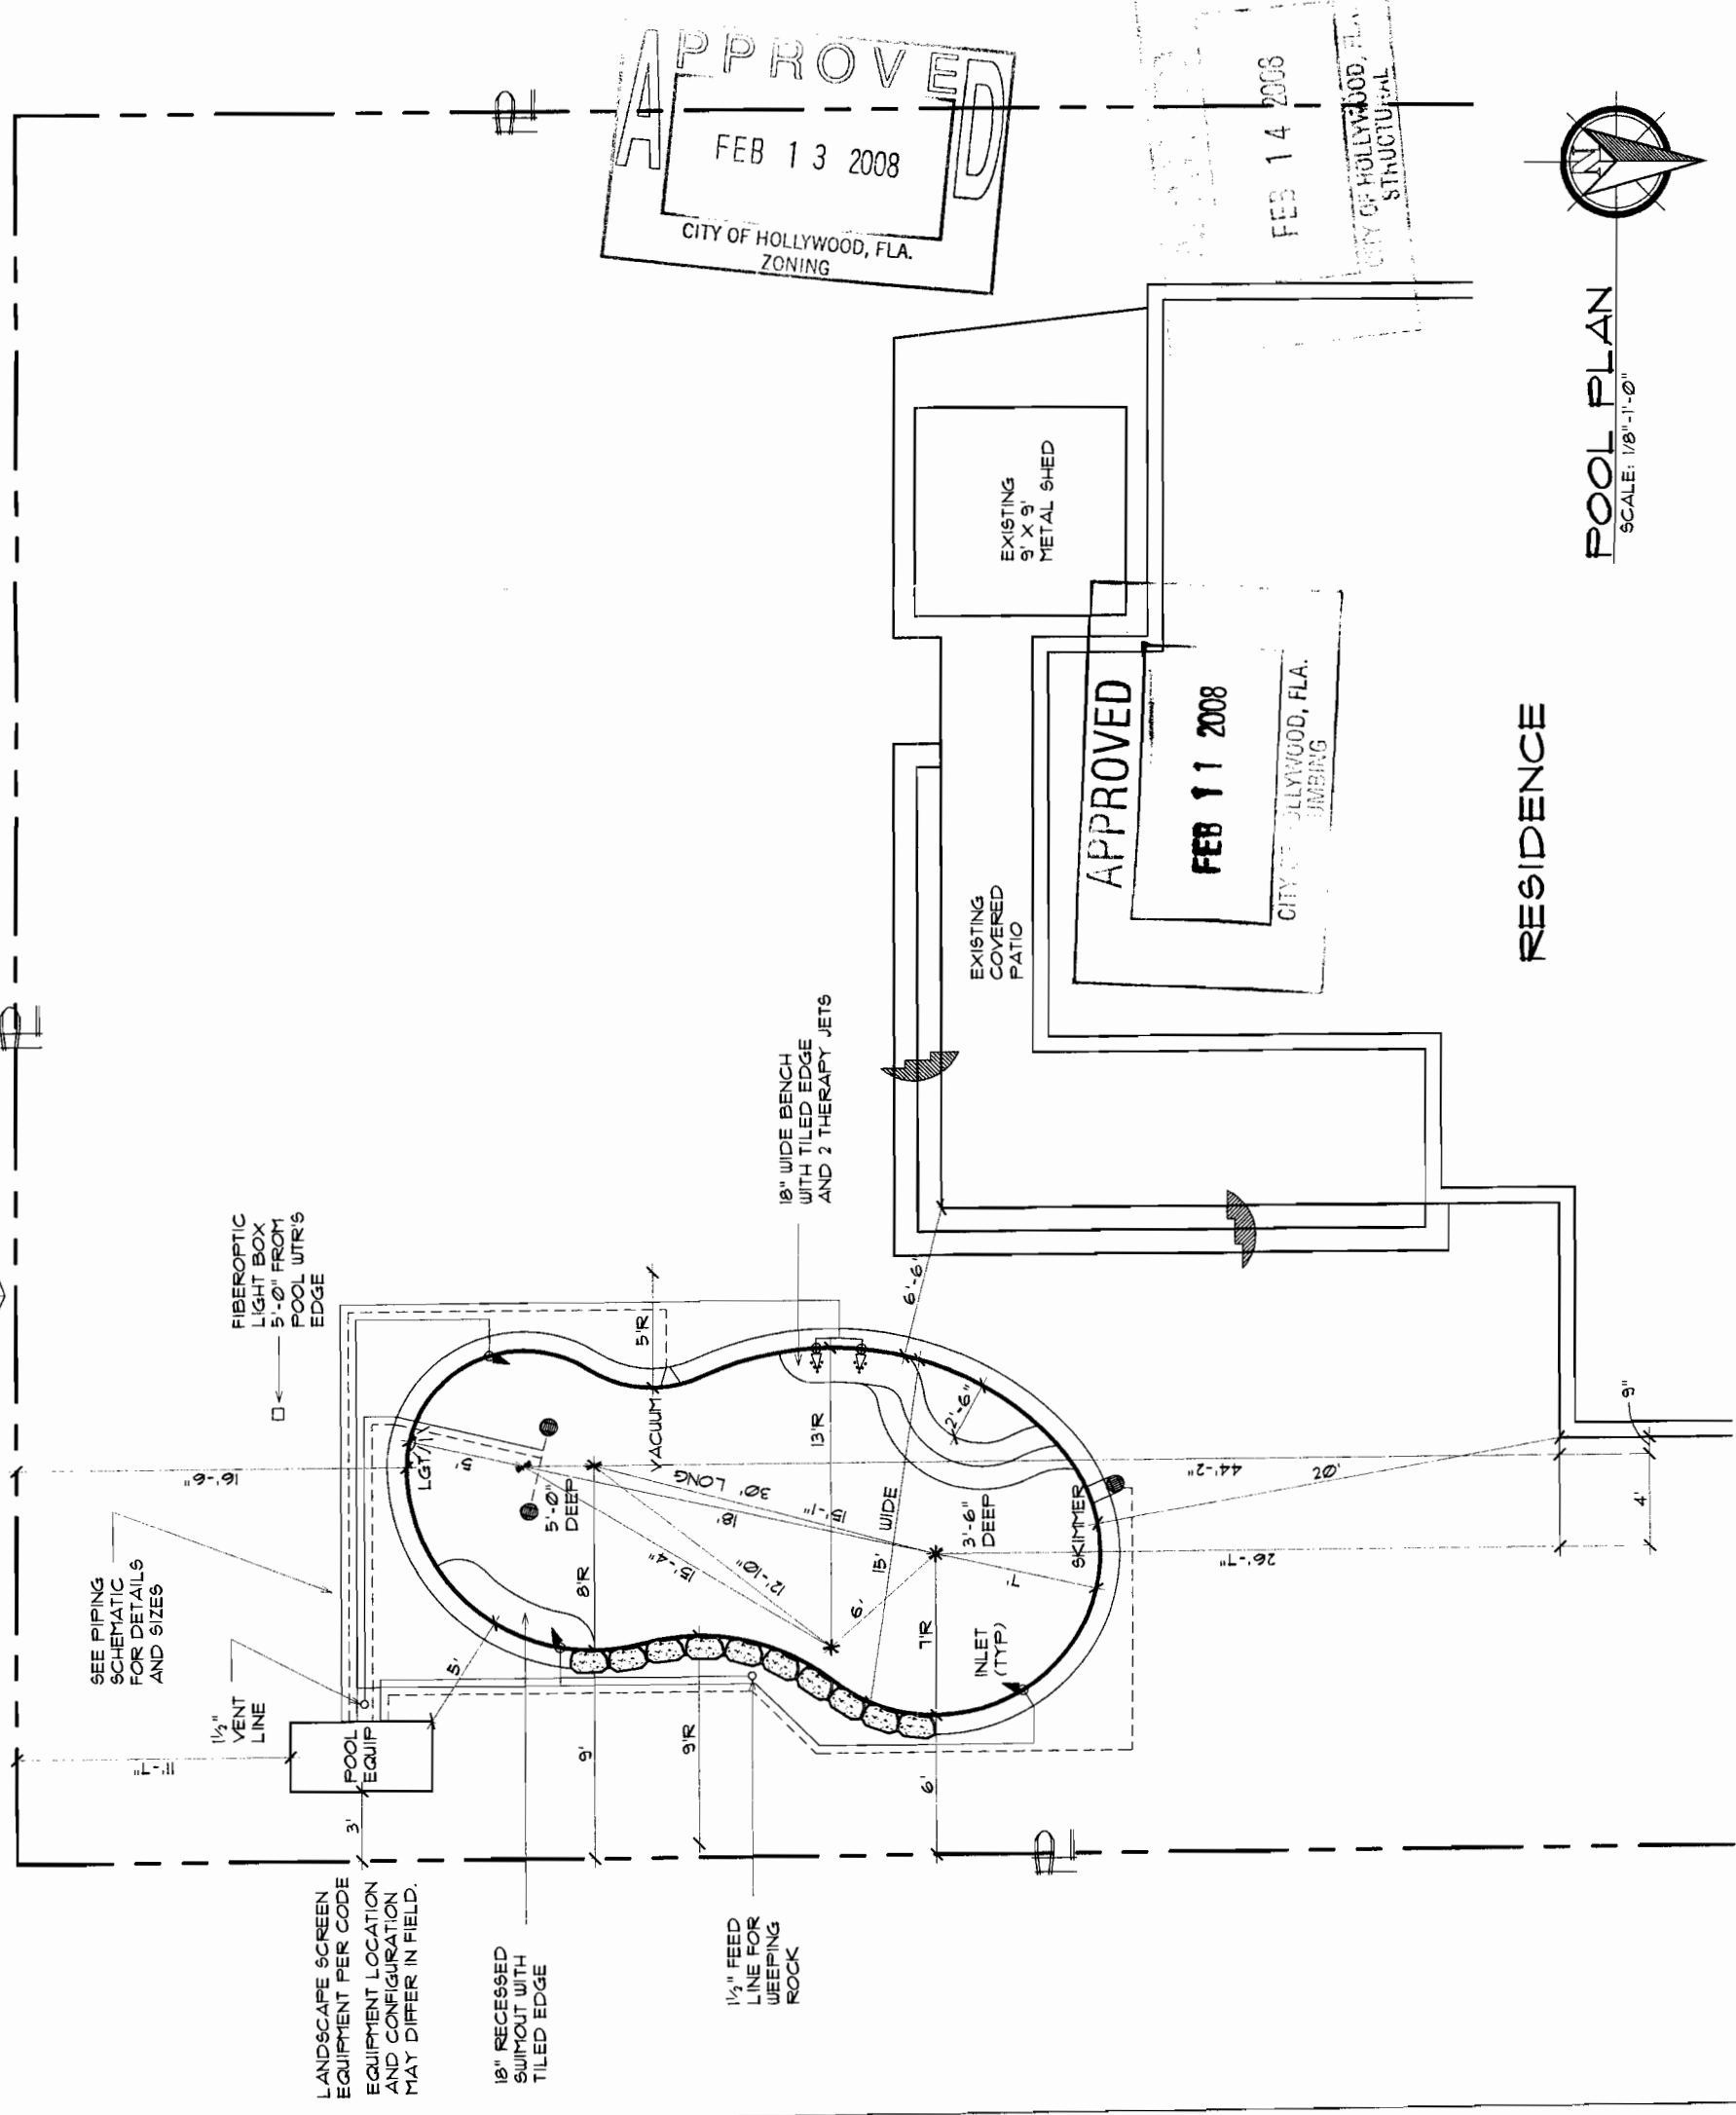 APPROVED
FEB 13 2008
CITY OF HOLLYWOOD, FLA.
ZONING
FEB 14 2008
CITY OF HOLLYWOOD, FLA.
STRUCTURAL
N
POOL PLAN
SCALE: 1/8"-1'-0"
EXISTING
9' X 9'
METAL SHED
APPROVED
FEB 11 2008
LLYWOOD, FLA.
UMBING
RESIDENCE
EXISTING
COVERED
PATIO
18" WIDE BENCH
WITH TILED EDGE
AND 2 THERAPY JETS
FIBEROPTIC
LIGHT BOX
5'-0" FROM
POOL WTR'S
EDGE
SEE PIPING
SCHEMATIC
FOR DETAILS
AND SIZES
1½"
VENT
LINE
POOL
EQUIP
11'-7"
3'
16'-6"
LGT
5'
5'-0"
DEEP
VACUUM
5'R
13'R
30' LONG
18'
15'-1"
15'-4"
12'-10"
8'R
5'
9'
9'R
15' WIDE
6'
3'-6"
DEEP
7'R
7'
INLET
(TYP)
SKIMMER
2'-6"
6'-6"
6'
44'-2"
20'
26'-7"
4'
9"
LANDSCAPE SCREEN
EQUIPMENT PER CODE
EQUIPMENT LOCATION
AND CONFIGURATION
MAY DIFFER IN FIELD.
18" RECESSED
SWIMOUT WITH
TILED EDGE
1½" FEED
LINE FOR
WEEPING
ROCK